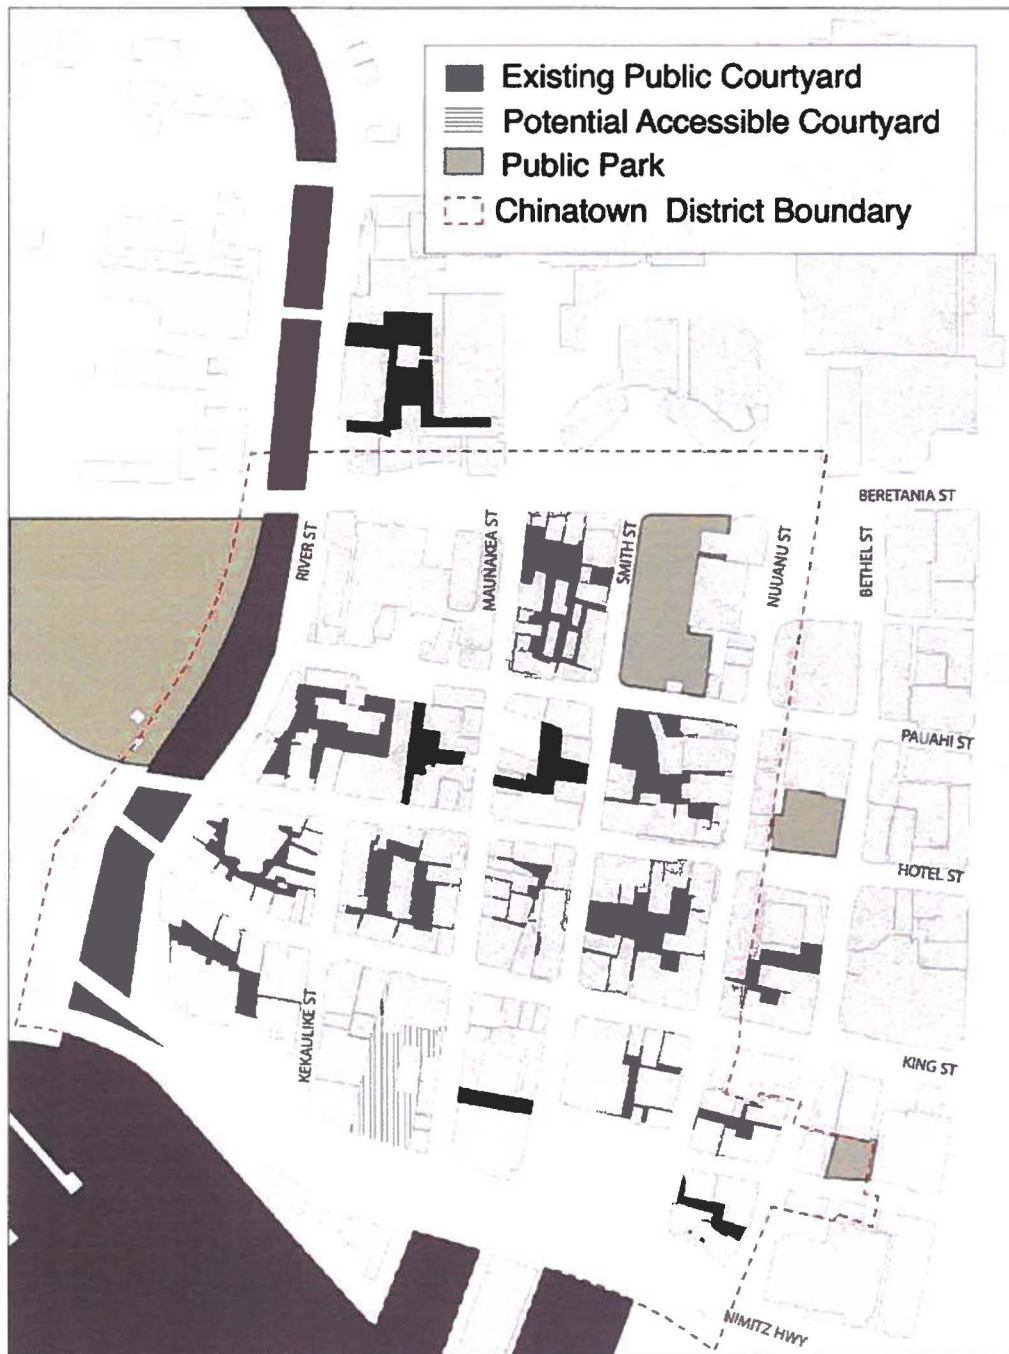 Existing Public Courtyard
Potential Accessible Courtyard
Public Park
Chinatown District Boundary
BERETANIA ST
RIVER ST
MAUNAKEA ST
SMITH ST
NUUANU ST
BETHEL ST
PAUAHI ST
HOTEL ST
KEKAULIKE ST
KING ST
NIMITZ HWY